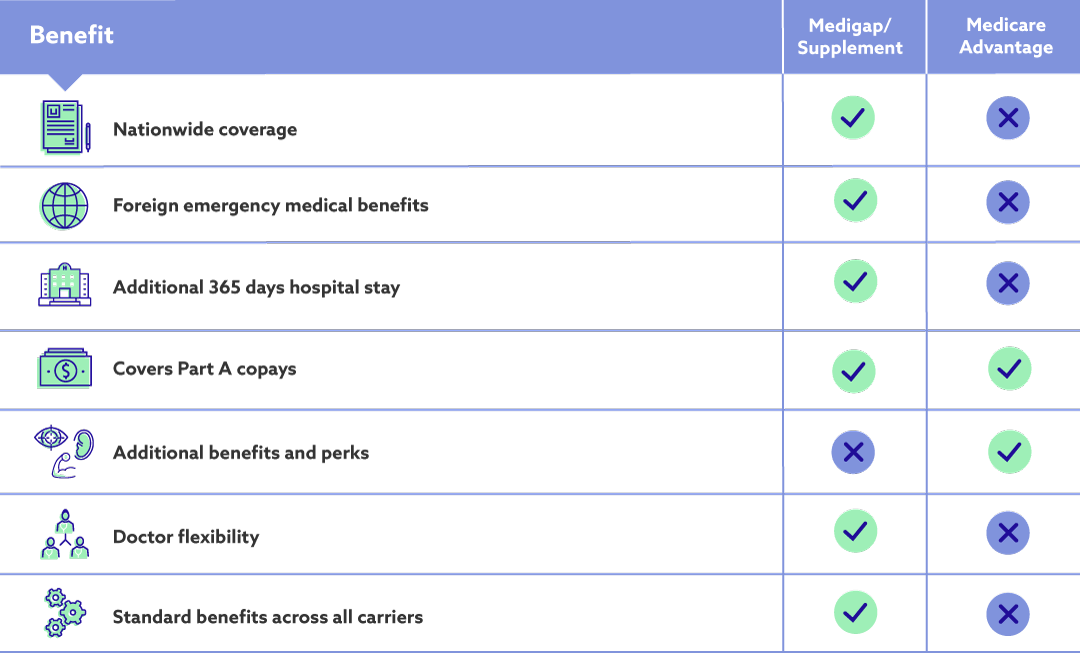 Benefit
Medigap/
Supplement
Medicare
Advantage
Nationwide coverage
Foreign emergency medical benefits
Additional 365 days hospital stay
Covers Part A copays
Additional benefits and perks
Doctor flexibility
Standard benefits across all carriers